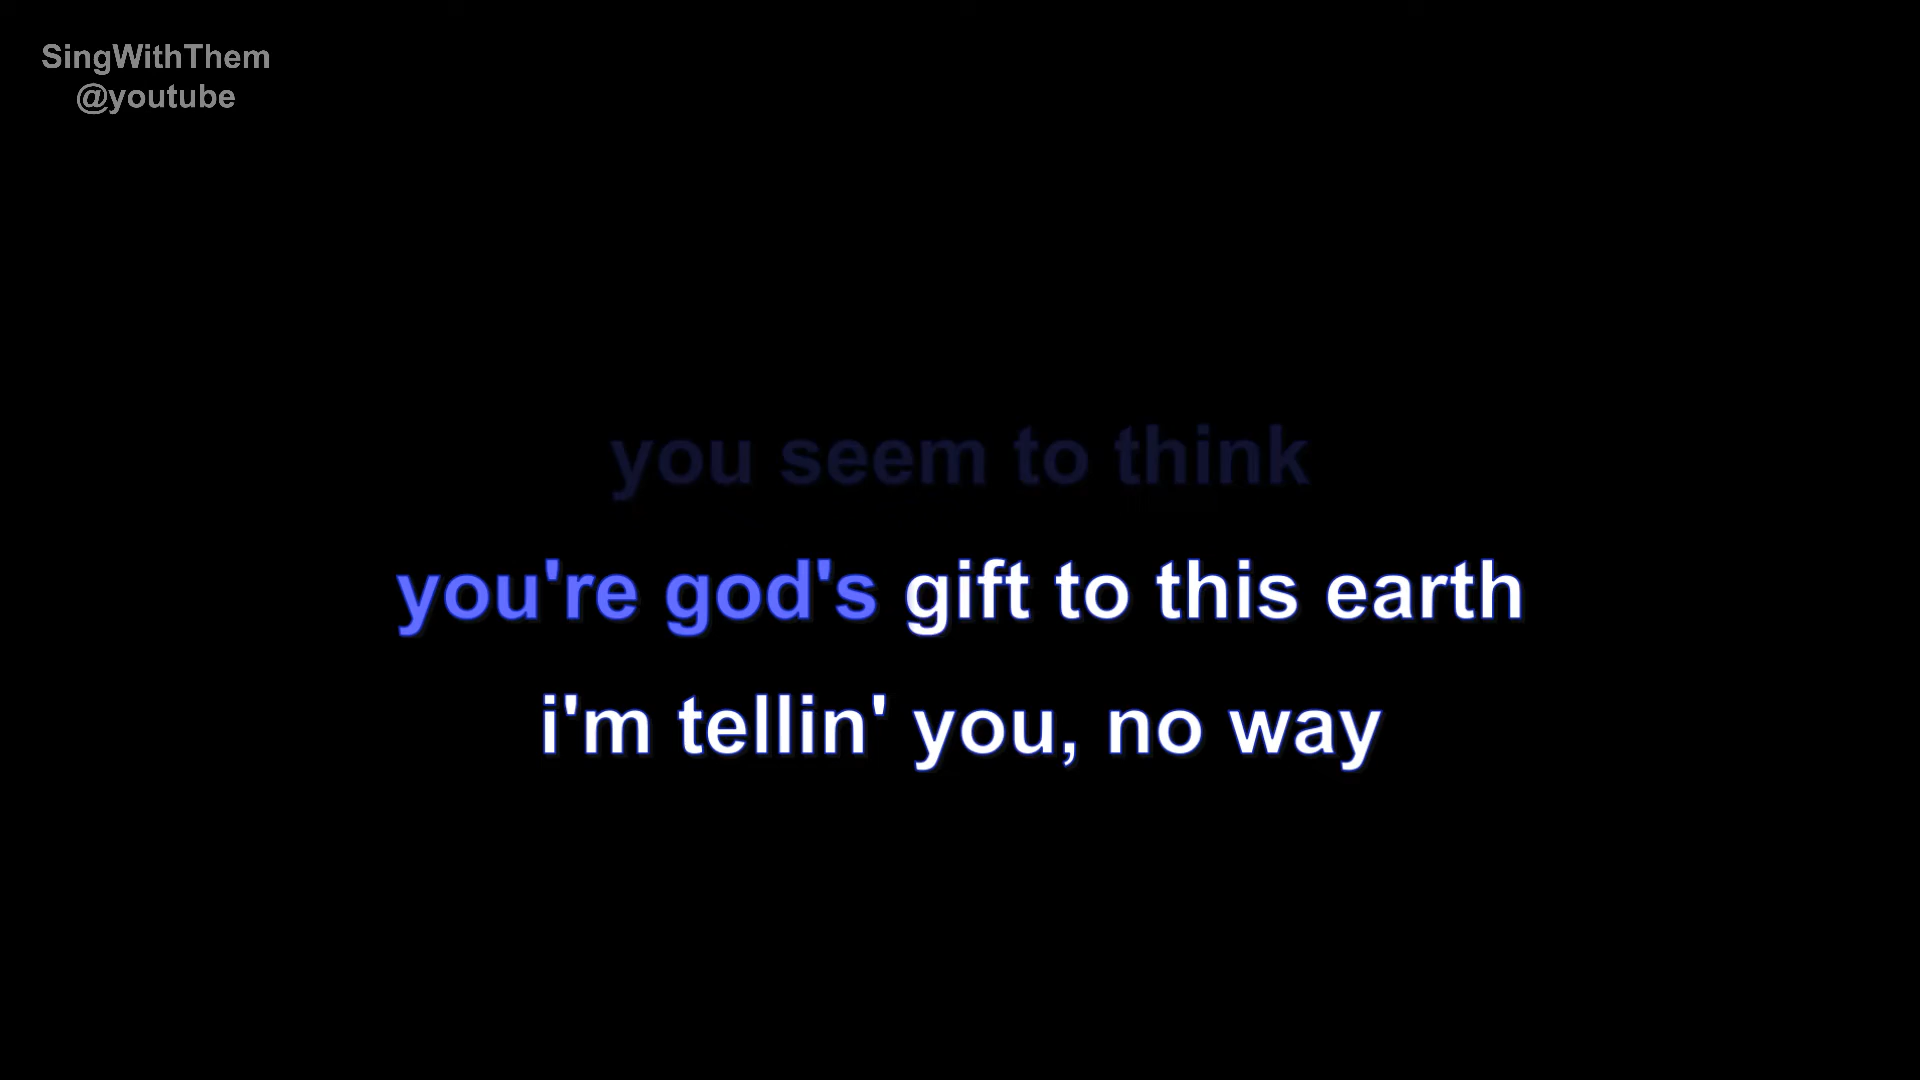 SingWithThem
@youtube
you seem to think
you're god's gift to this earth
i'm tellin' you, no way